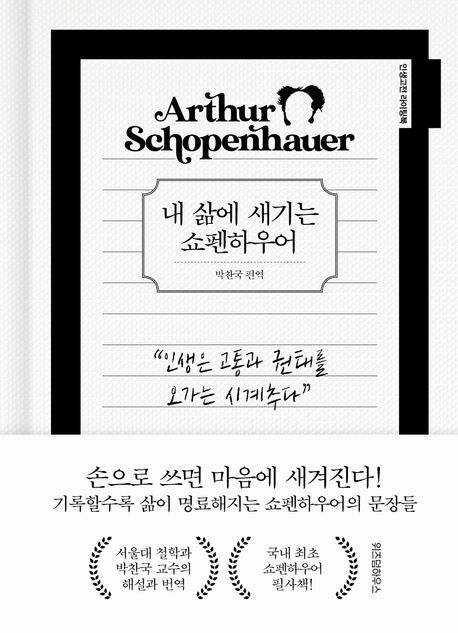 인생고전 라이팅북
Arthur
Schopenhauer
내 삶에 새기는
쇼펜하우어
박찬국 편역
“인생은 고통과 권태를
오가는 시계추다”
손으로 쓰면 마음에 새겨진다!
기록할수록 삶이 명료해지는 쇼펜하우어의 문장들
서울대 철학과
박찬국 교수의
해설과 번역
국내 최초
쇼펜하우어
필사책!
위즈덤하우스